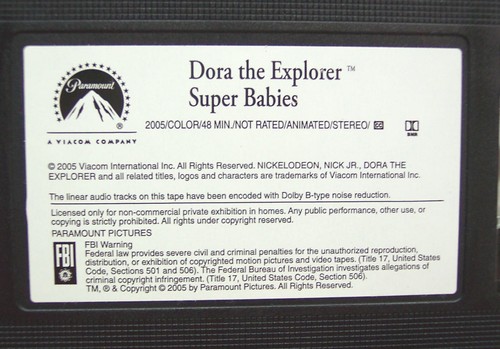 Paramount
®
A VIACOM COMPANY
Dora the Explorer ™
Super Babies
2005/COLOR/48 MIN./NOT RATED/ANIMATED/STEREO/
© 2005 Viacom International Inc. All Rights Reserved. NICKELODEON, NICK JR., DORA THE
EXPLORER and all related titles, logos and characters are trademarks of Viacom International Inc.
The linear audio tracks on this tape have been encoded with Dolby B-type noise reduction.
Licensed only for non-commercial private exhibition in homes. Any public performance, other use, or
copying is strictly prohibited. All rights under copyright reserved.
PARAMOUNT PICTURES
FBI
FBI Warning
Federal law provides severe civil and criminal penalties for the unauthorized reproduction,
distribution, or exhibition of copyrighted motion pictures and video tapes. (Title 17, United States
Code, Sections 501 and 506). The Federal Bureau of Investigation investigates allegations of
criminal copyright infringement. (Title 17, United States Code, Section 506).
TM, ® & Copyright © 2005 by Paramount Pictures. All Rights Reserved.